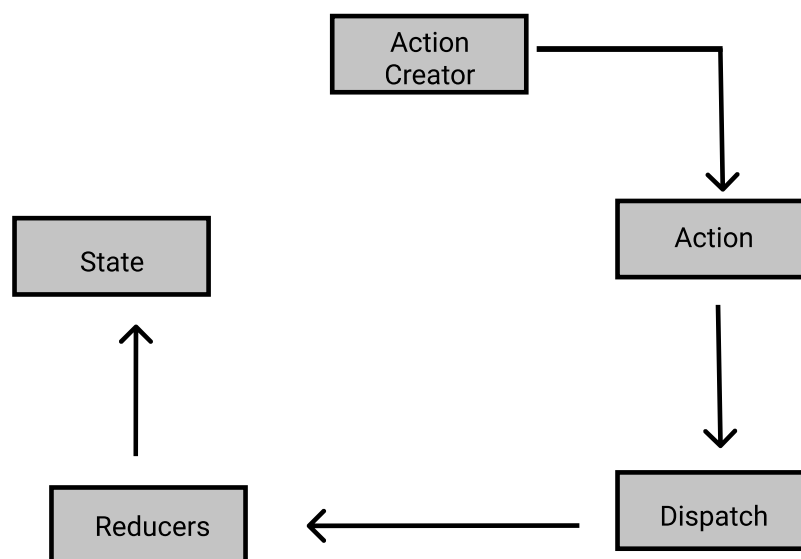 Action
Creator
Action
State
Dispatch
Reducers